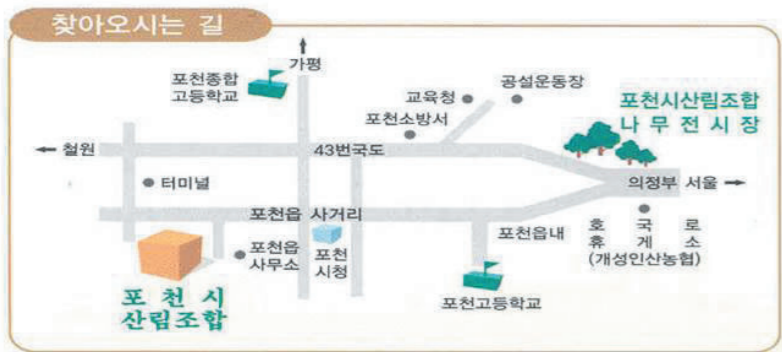 찾아오시는 길
가평
포천종합
고등학교
교육청
공설운동장
포천소방서
포천시산림조합
나무전시장
철원
43번국도
터미널
의정부 서울
포천읍 사거리
호국로
휴게소
(개성인산농협)
포천읍내
포천읍
사무소
포천
시청
포천고등학교
포천시
산림조합